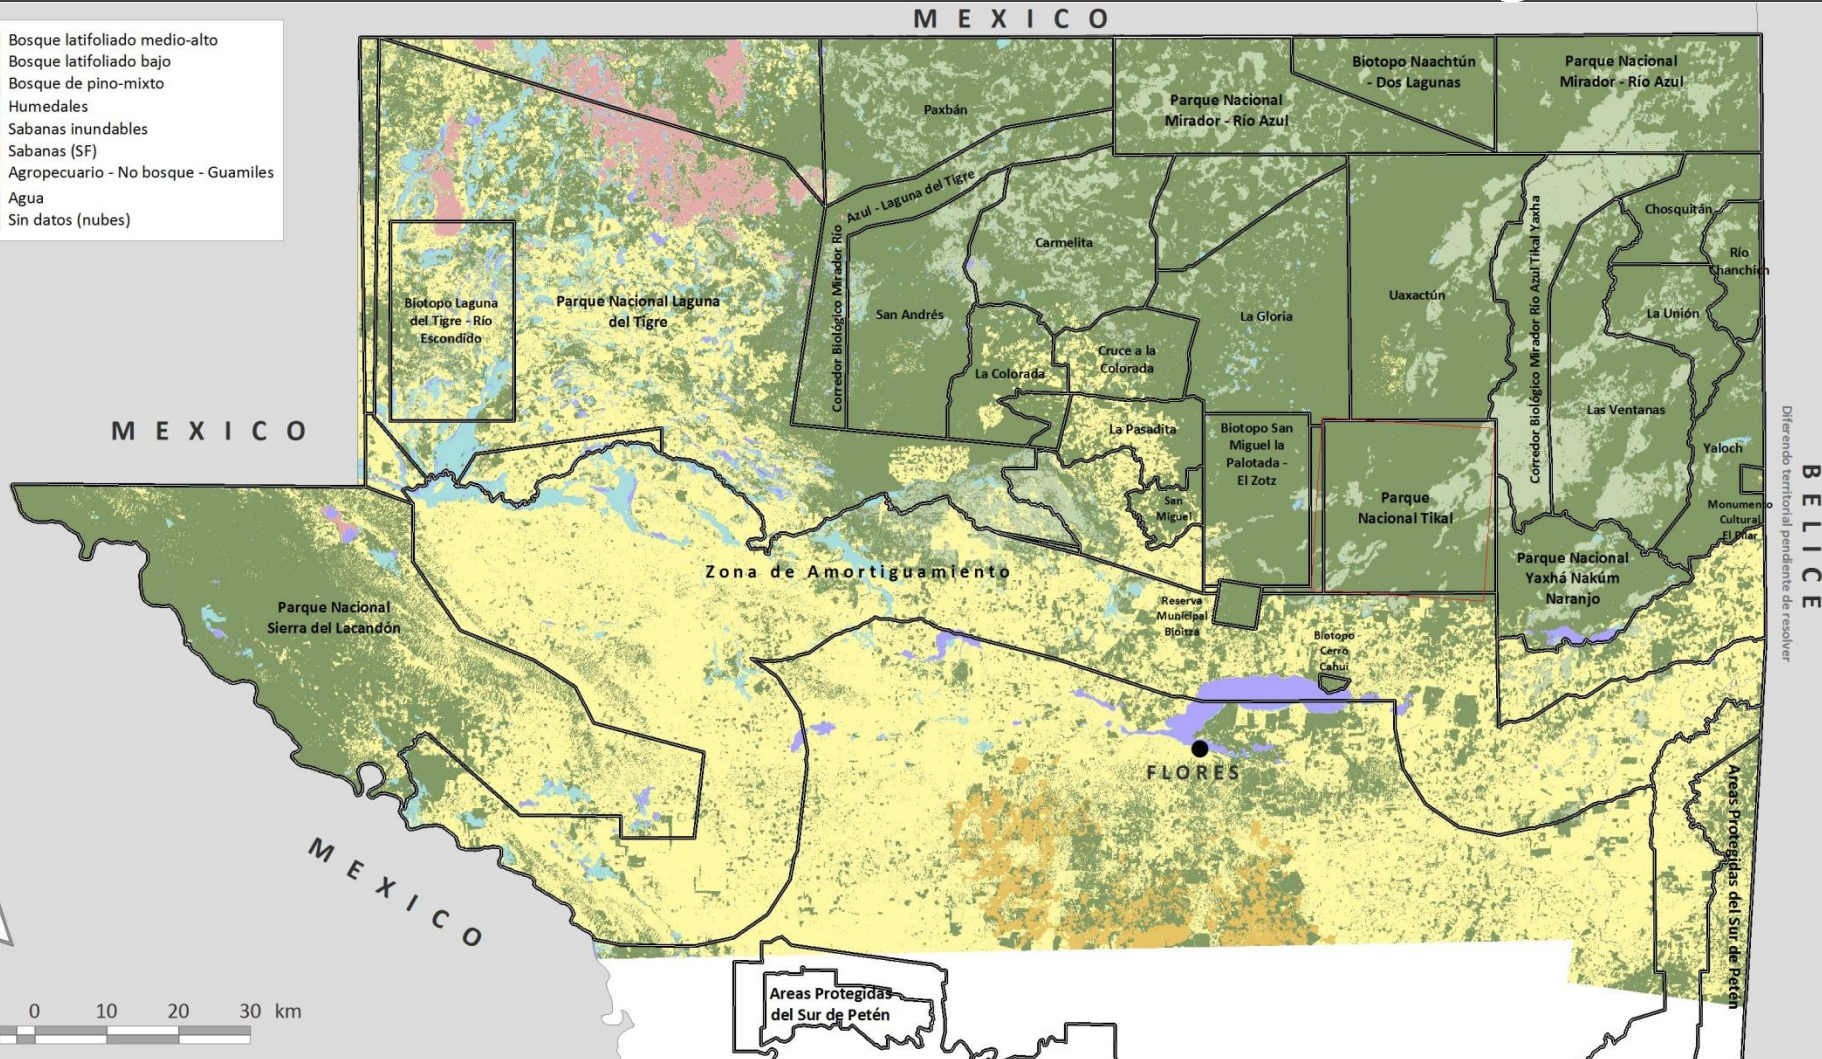 MEXICO
Bosque latifoliado medio-alto
Bosque latifoliado bajo
Bosque de pino-mixto
Humedales
Sabanas inundables
Sabanas (SF)
Agropecuario - No bosque - Guamiles
Agua
Sin datos (nubes)
Paxbán
Parque Nacional
Mirador - Río Azul
Biotopo Naachtún
- Dos Lagunas
Parque Nacional
Mirador - Río Azul
Azul - Laguna del Tigre
Corredor Biológico Mirador Río
Carmelita
San Andrés
La Gloria
Uaxactún
Corredor Biológico Mirador Río Azul Tikal Yaxha
Chosquitán
Río
Chanchich
La Unión
Biotopo Laguna
del Tigre - Río
Escondido
Parque Nacional Laguna
del Tigre
La Colorada
Cruce a la
Colorada
Las Ventanas
La Pasadita
Biotopo San
Miguel la
Palotada -
El Zotz
Yaloch
MEXICO
San
Miguel
Parque
Nacional Tikal
Monumento
Cultural
El Pilar
BELICE
Diferendo territorial pendiente de resolver
Zona de Amortiguamiento
Parque Nacional
Yaxhá Nakúm
Naranjo
Parque Nacional
Sierra del Lacandón
Reserva
Municipal
Bioitzá
Biotopo
Cerro
Cahuí
FLORES
MEXICO
Areas Protegidas del Sur de Petén
Areas Protegidas
del Sur de Petén
0 10 20 30 km